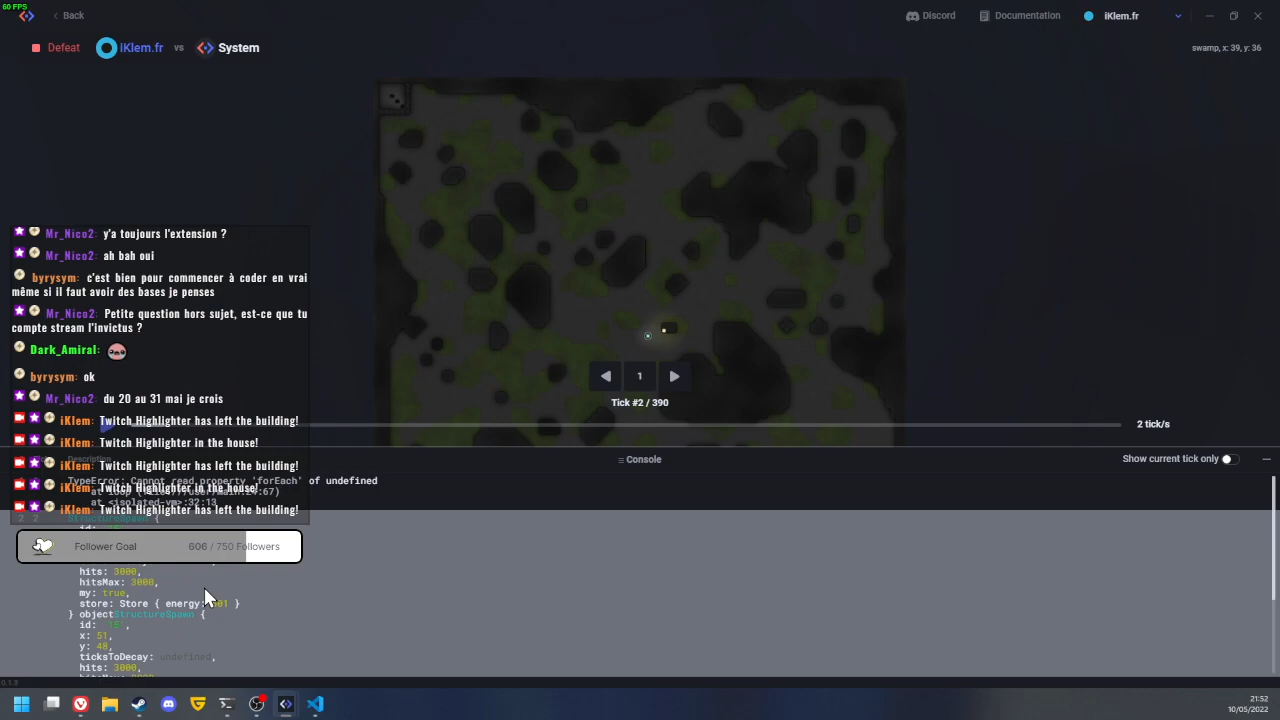 60 FPS
Back
Discord
Documentation
iKlem.fr
Defeat
iKlem.fr
vs
System
swamp, x: 39, y: 36
Mr_Nico2: y'a toujours l'extension ?
Mr_Nico2: ah bah oui
byrysym: c'est bien pour commencer à coder en vrai
même si il faut avoir des bases je penses
Mr_Nico2: Petite question hors sujet, est-ce que tu
compte stream l'invictus ?
Dark_Amiral:
byrysym: ok
Mr_Nico2: du 20 au 31 mai je crois
iKlem: Twitch Highlighter has left the building!
iKlem: Twitch Highlighter in the house!
iKlem: Twitch Highlighter has left the building!
iKlem: Twitch Highlighter in the house!
iKlem: Twitch Highlighter has left the building!
1
Tick #2 / 390
2 tick/s
Description
Console
Show current tick only
TypeError: Cannot read property 'forEach' of undefined
at <isolated-vm>:32:13
2 2
StructureSpawn {
Follower Goal
606 / 750 Followers
hits: 3000,
hitsMax: 3000,
my: true,
store: Store { energy:
} objectStructureSpawn {
id:
x: 51,
y: 48,
ticksToDecay: undefined,
hits: 3000,
0.1.3
21:52
10/05/2022